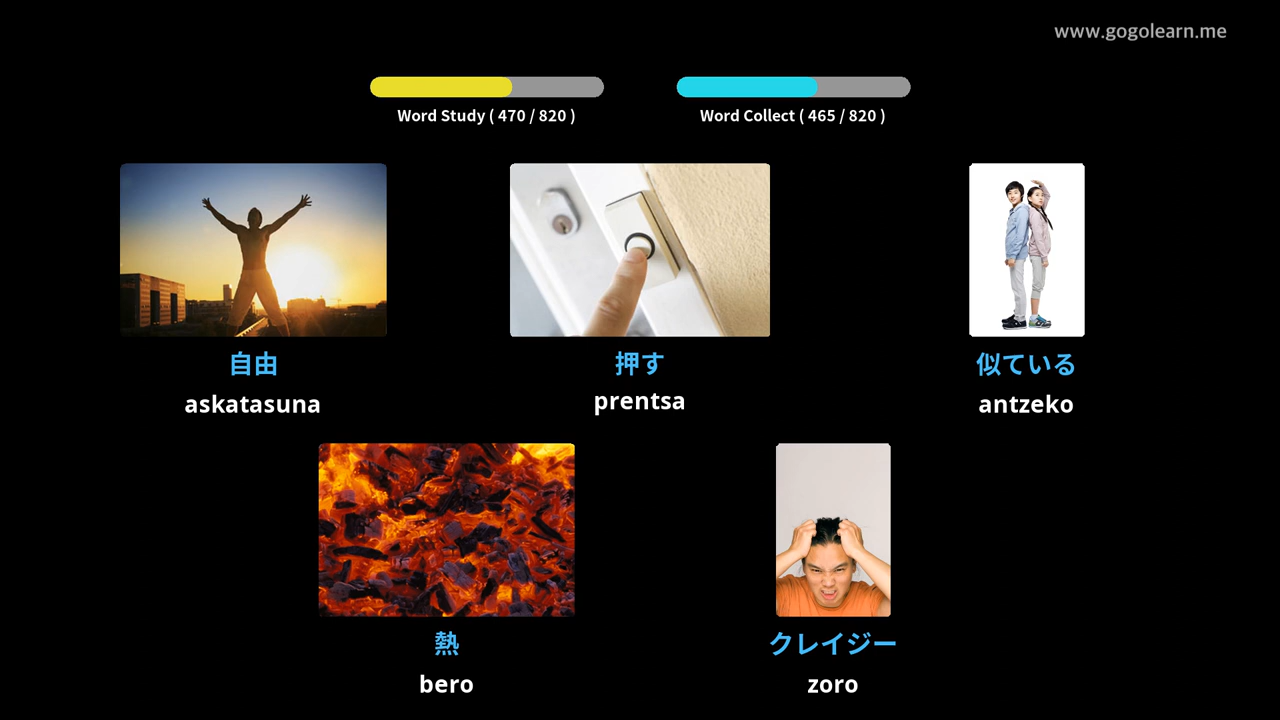 www.gogolearn.me
Word Study ( 470 / 820 )
Word Collect ( 465 / 820 )
自由
askatasuna
押す
prentsa
似ている
antzeko
熱
bero
クレイジー
zoro